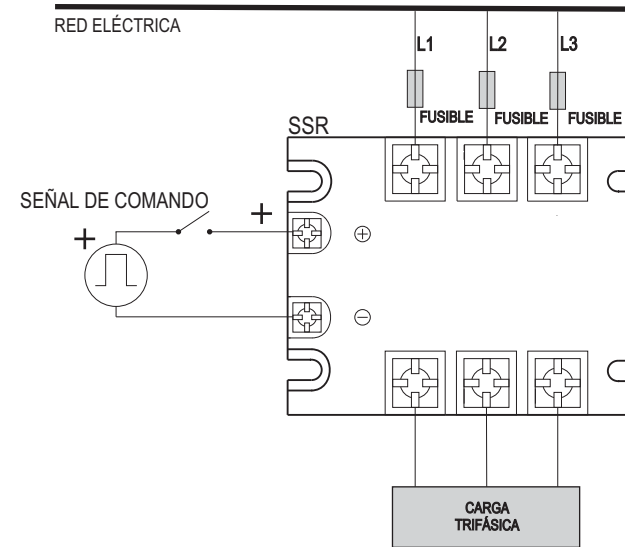 RED ELÉCTRICA
L1
L2
L3
FUSIBLE
FUSIBLE
FUSIBLE
SSR
SEÑAL DE COMANDO
+
+
+
−
CARGA
TRIFÁSICA